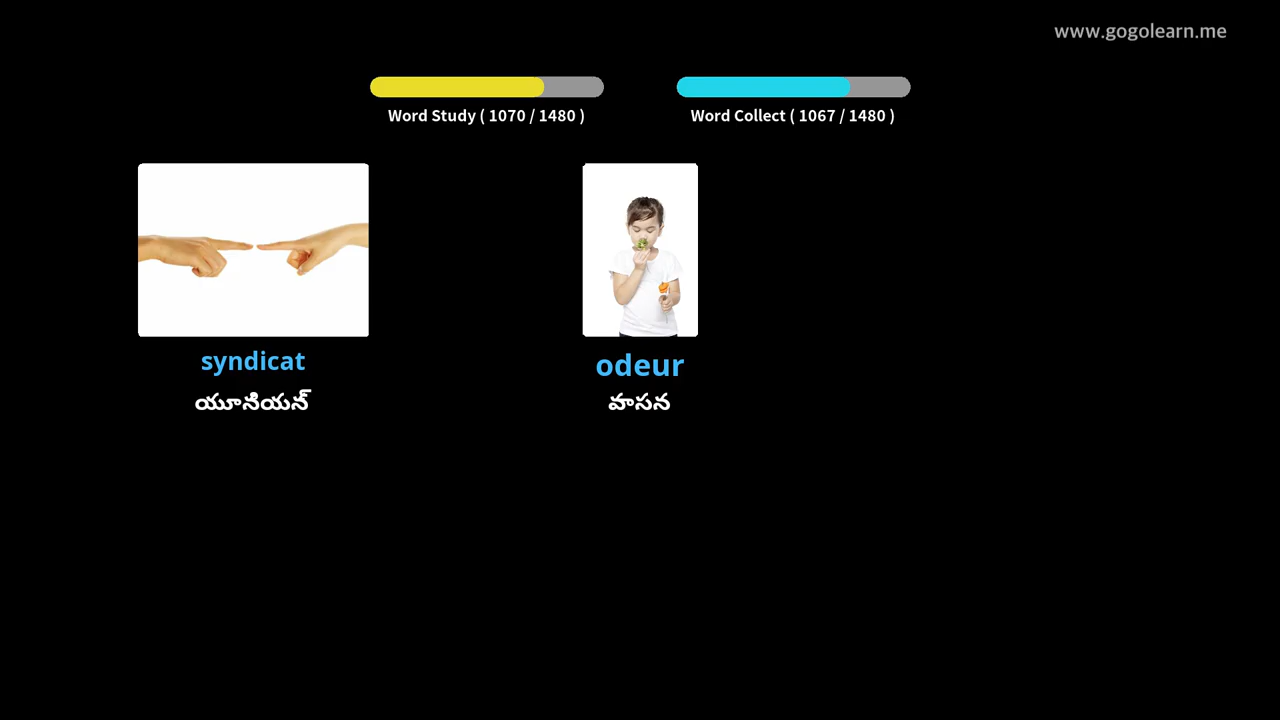 www.gogolearn.me
Word Study ( 1070 / 1480 )
Word Collect ( 1067 / 1480 )
syndicat
యూనియన్
odeur
వాసన